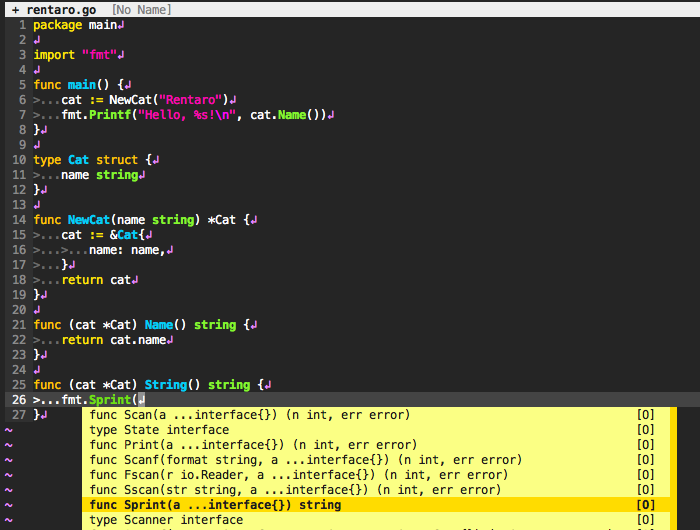 + rentaro.go [No Name]
1 package main↲
2 ↲
3 import "fmt"↲
4 ↲
5 func main() {↲
6 >...cat := NewCat("Rentaro")↲
7 >...fmt.Printf("Hello, %s!\n", cat.Name())↲
8 }↲
9 ↲
10 type Cat struct {↲
11 >...name string↲
12 }↲
13 ↲
14 func NewCat(name string) *Cat {↲
15 >...cat := &Cat{↲
16 >...>...name: name,↲
17 >...}↲
18 >...return cat↲
19 }↲
20 ↲
21 func (cat *Cat) Name() string {↲
22 >...return cat.name↲
23 }↲
24 ↲
25 func (cat *Cat) String() string {↲
26 >...fmt.Sprint(↲
27 }↲ func Scan(a ...interface{}) (n int, err error) [O]
~ type State interface [O]
~ func Print(a ...interface{}) (n int, err error) [O]
~ func Scanf(format string, a ...interface{}) (n int, err error) [O]
~ func Fscan(r io.Reader, a ...interface{}) (n int, err error) [O]
~ func Sscan(str string, a ...interface{}) (n int, err error) [O]
~ func Sprint(a ...interface{}) string [O]
~ type Scanner interface [O]